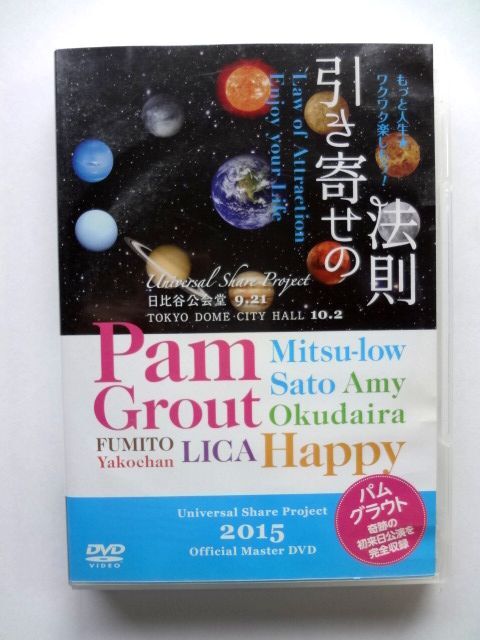 もっと人生を
ワクワク楽しもう!
引き寄せの
法則
Law of Attraction
Enjoy your Life
Universal Share Project
日比谷公会堂 9.21
TOKYO DOME CITY HALL 10.2
Pam
Grout
Mitsu-low
Sato Amy
Okudaira
FUMITO
Yakochan
LICA
Happy
Universal Share Project
2015
Official Master DVD
パム
グラウト
奇跡の
初来日公演を
完全収録
DVD
VIDEO